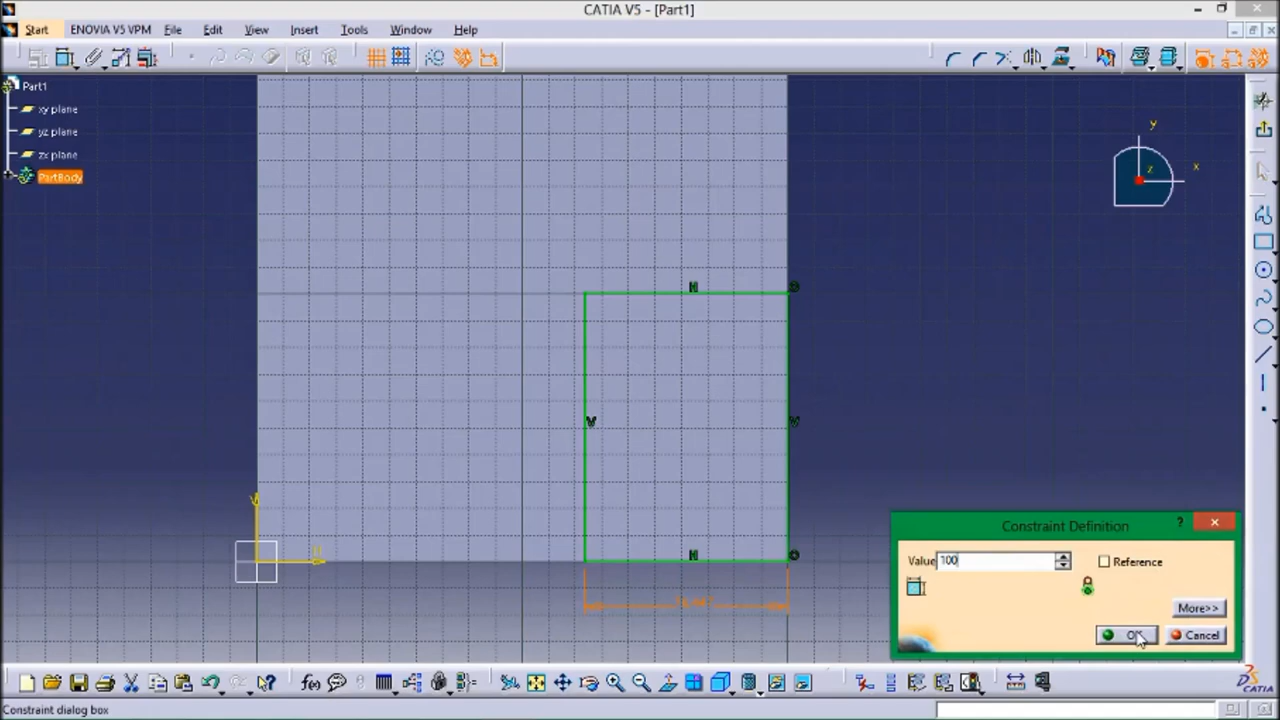 CATIA V5 - [Part1]
Start ENOVIA V5 VPM File Edit View Insert Tools Window Help
Part1
xy plane
yz plane
zx plane
PartBody
y
x
z
H
V
V
V
H
H
Constraint Definition ?
Value 100 Reference
More>>
OK Cancel
f(x)
CATIA
Constraint dialog box